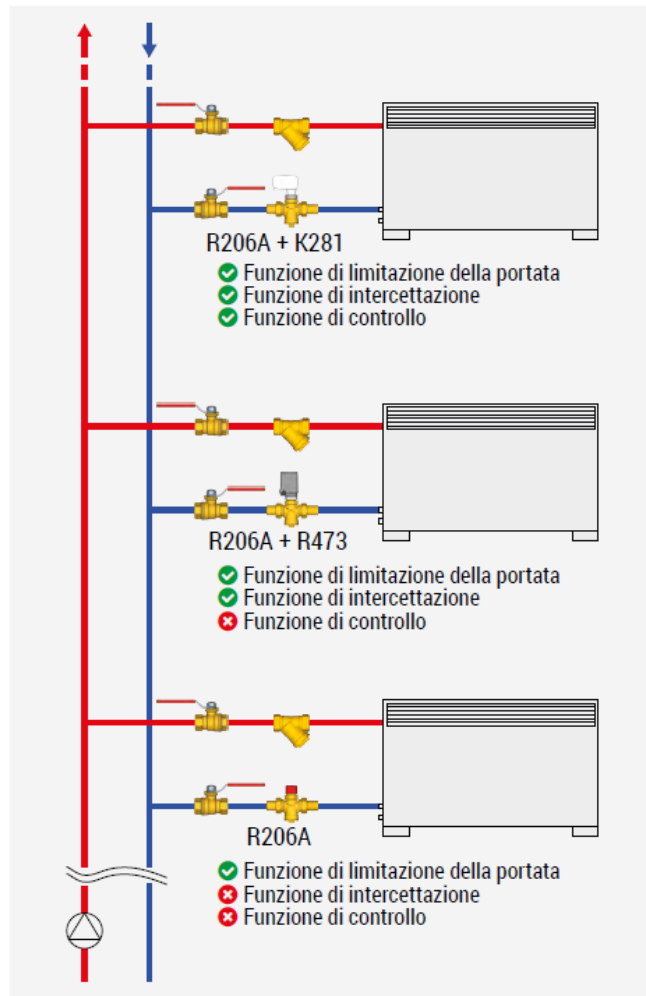 R206A + K281
Funzione di limitazione della portata
Funzione di intercettazione
Funzione di controllo
R206A + R473
Funzione di limitazione della portata
Funzione di intercettazione
Funzione di controllo
R206A
Funzione di limitazione della portata
Funzione di intercettazione
Funzione di controllo